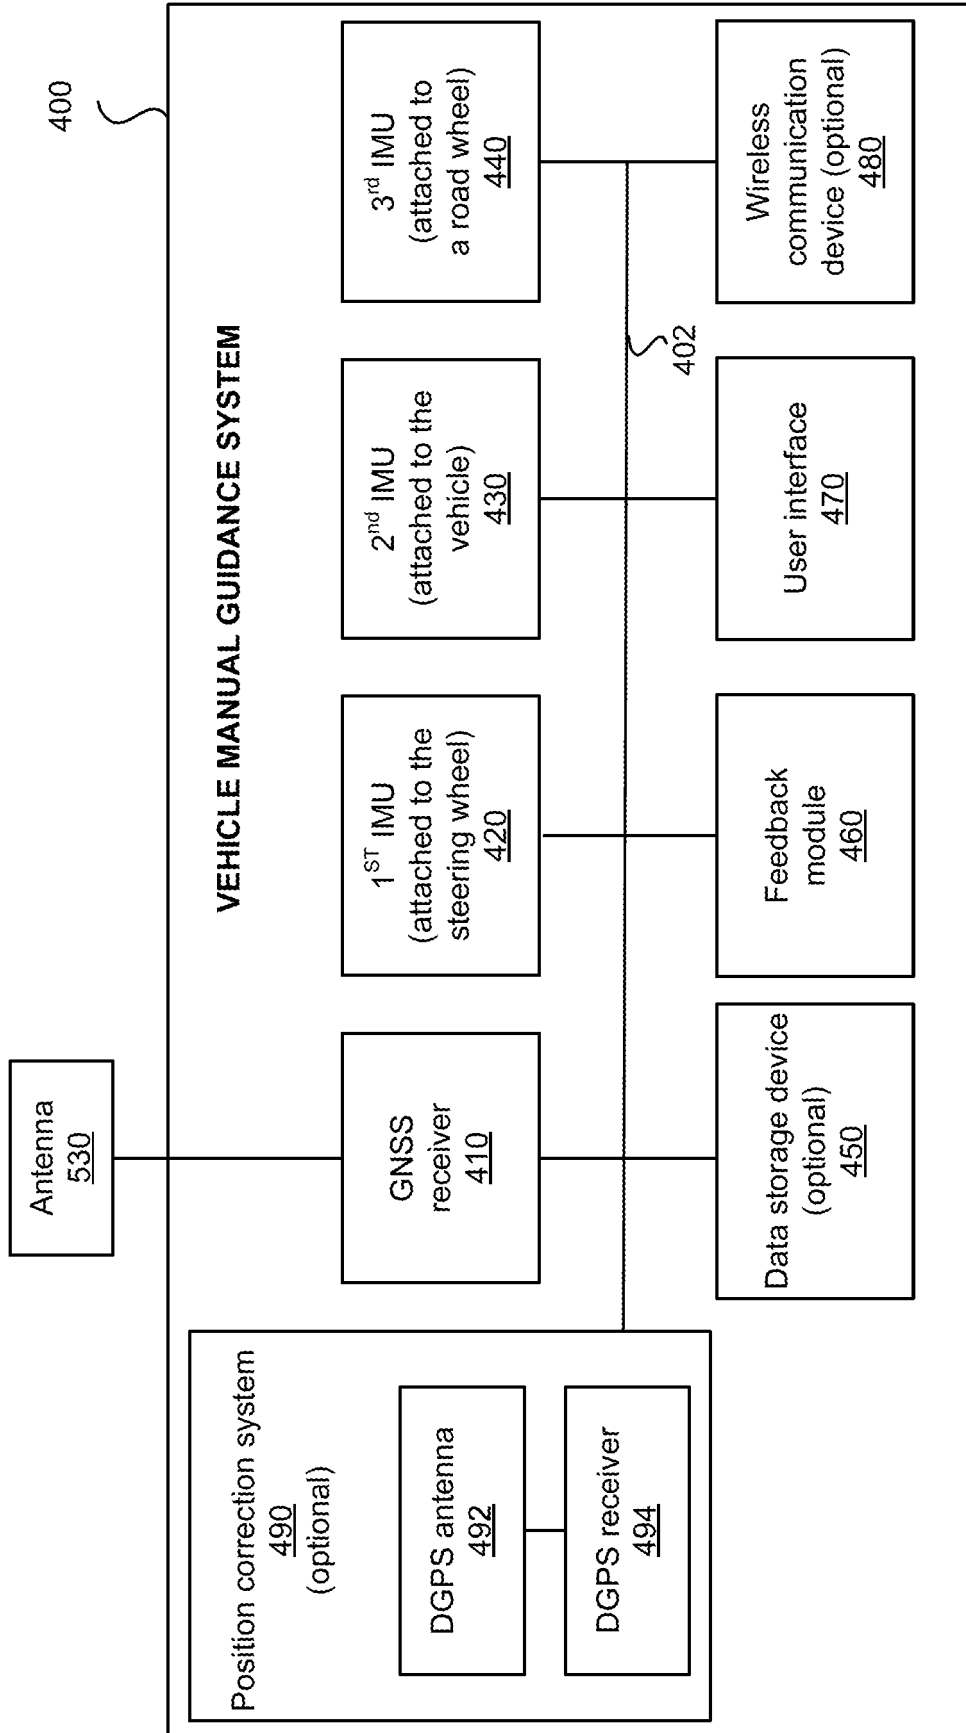 400
Antenna
530
VEHICLE MANUAL GUIDANCE SYSTEM
Position correction system
490
(optional)
DGPS antenna
492
DGPS receiver
494
GNSS
receiver
410
1ST IMU
(attached to the
steering wheel)
420
2nd IMU
(attached to the
vehicle)
430
3rd IMU
(attached to
a road wheel)
440
402
Data storage device
(optional)
450
Feedback
module
460
User interface
470
Wireless
communication
device (optional)
480